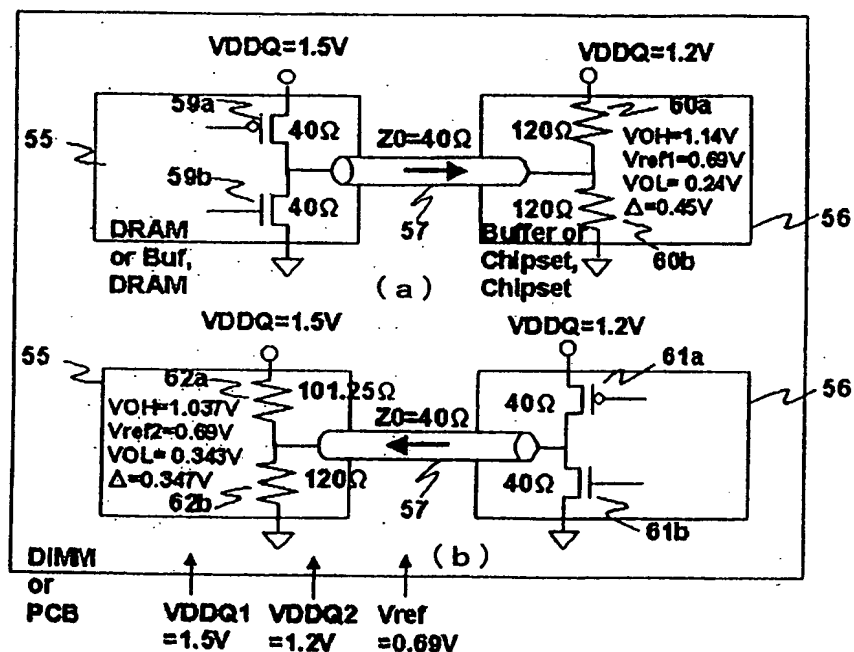 VDDQ=1.5V
VDDQ=1.2V
59a
55
40Ω
Z0=40Ω
59b
40Ω
DRAM
or Buf,
DRAM
57
60a
120Ω
VOH=1.14V
Vref1=0.69V
VOL= 0.24V
Δ=0.45V
120Ω
56
Buffer or
Chipset,
Chipset
60b
(a)
VDDQ=1.5V
VDDQ=1.2V
55
62a
101.25Ω
VOH=1.037V
Vref2=0.69V
VOL= 0.343V
Δ=0.347V
62b
120Ω
Z0=40Ω
57
61a
40Ω
56
40Ω
61b
(b)
DIMM
or
PCB
VDDQ1
=1.5V
VDDQ2
=1.2V
Vref
=0.69V